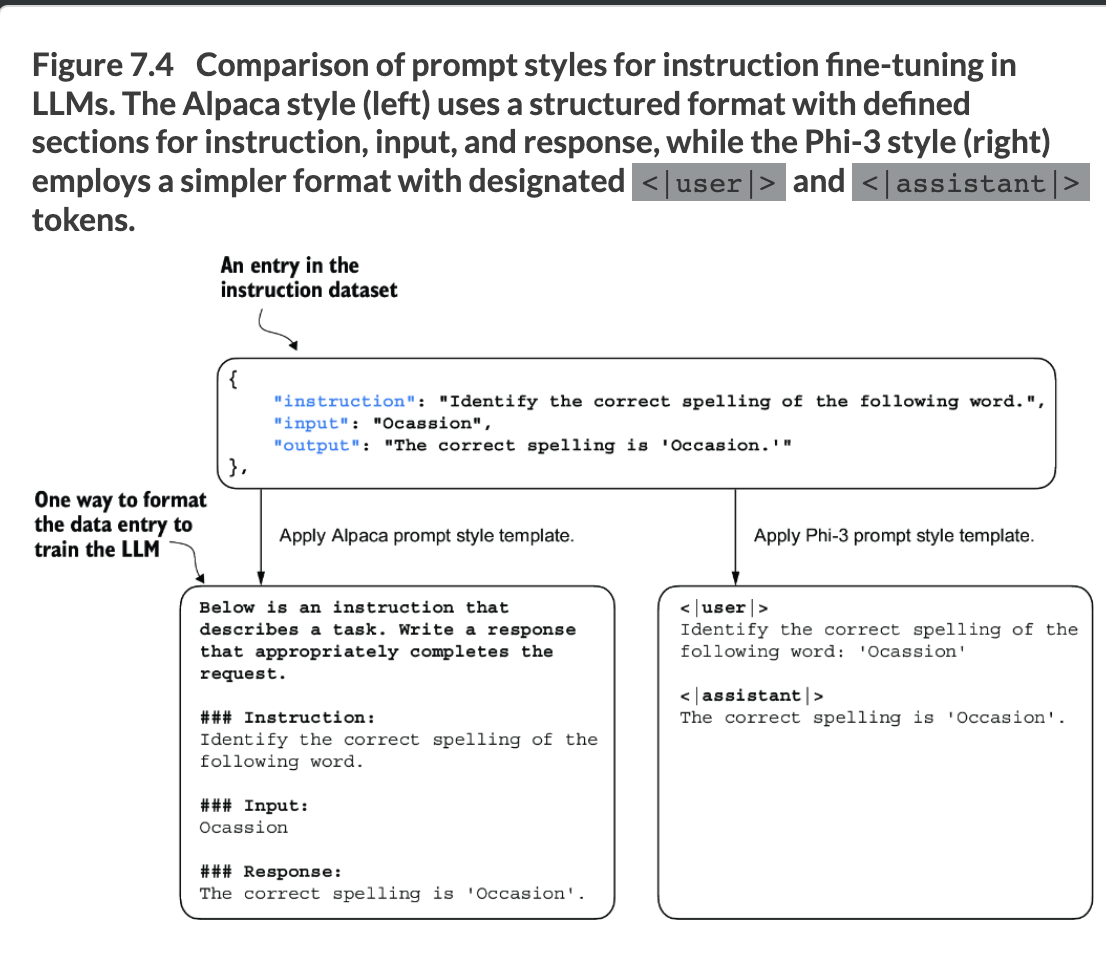 Figure 7.4 Comparison of prompt styles for instruction fine-tuning in
LLMs. The Alpaca style (left) uses a structured format with defined
sections for instruction, input, and response, while the Phi-3 style (right)
employs a simpler format with designated <|user|> and <|assistant|>
tokens.
An entry in the
instruction dataset
{
"instruction": "Identify the correct spelling of the following word.",
"input": "Ocassion",
"output": "The correct spelling is 'Occasion.'"
},
One way to format
the data entry to
train the LLM
Apply Alpaca prompt style template.
Apply Phi-3 prompt style template.
Below is an instruction that
describes a task. Write a response
that appropriately completes the
request.
### Instruction:
Identify the correct spelling of the
following word.
### Input:
Ocassion
### Response:
The correct spelling is 'Occasion'.
<|user|>
Identify the correct spelling of the
following word: 'Ocassion'
<|assistant|>
The correct spelling is 'Occasion'.